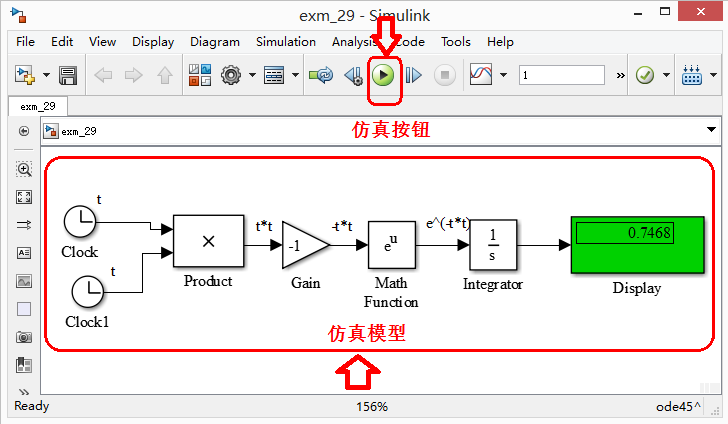 exm_29 - Simulink
File Edit View Display Diagram Simulation Analysis Code Tools Help
1 »
exm_29
exm_29
仿真按钮
t
t*t
-t*t
e^(-t*t)
×
-1
e^u
1
s
0.7468
Clock
t
Product
Gain
Math
Function
Integrator
Display
Clock1
仿真模型
»
Ready 156% ode45^